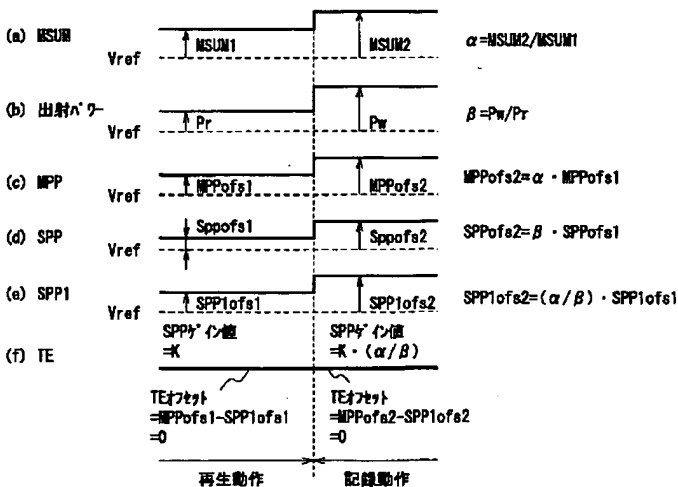 (a) MSUM
Vref
MSUM1
MSUM2
α=MSUM2/MSUM1
(b) 出射ﾊﾟﾜｰ
Vref
Pr
Pw
β=Pw/Pr
(c) MPP
Vref
MPPofs1
MPPofs2
MPPofs2=α・MPPofs1
(d) SPP
Vref
Sppofs1
Sppofs2
SPPofs2=β・SPPofs1
(e) SPP1
Vref
SPP1ofs1
SPP1ofs2
SPP1ofs2=(α/β)・SPP1ofs1
(f) TE
SPPｹﾞｲﾝ値
=K
SPPｹﾞｲﾝ値
=K・(α/β)
TEｵﾌｾｯﾄ
=MPPofs1-SPP1ofs1
=0
TEｵﾌｾｯﾄ
=MPPofs2-SPP1ofs2
=0
再生動作
記録動作